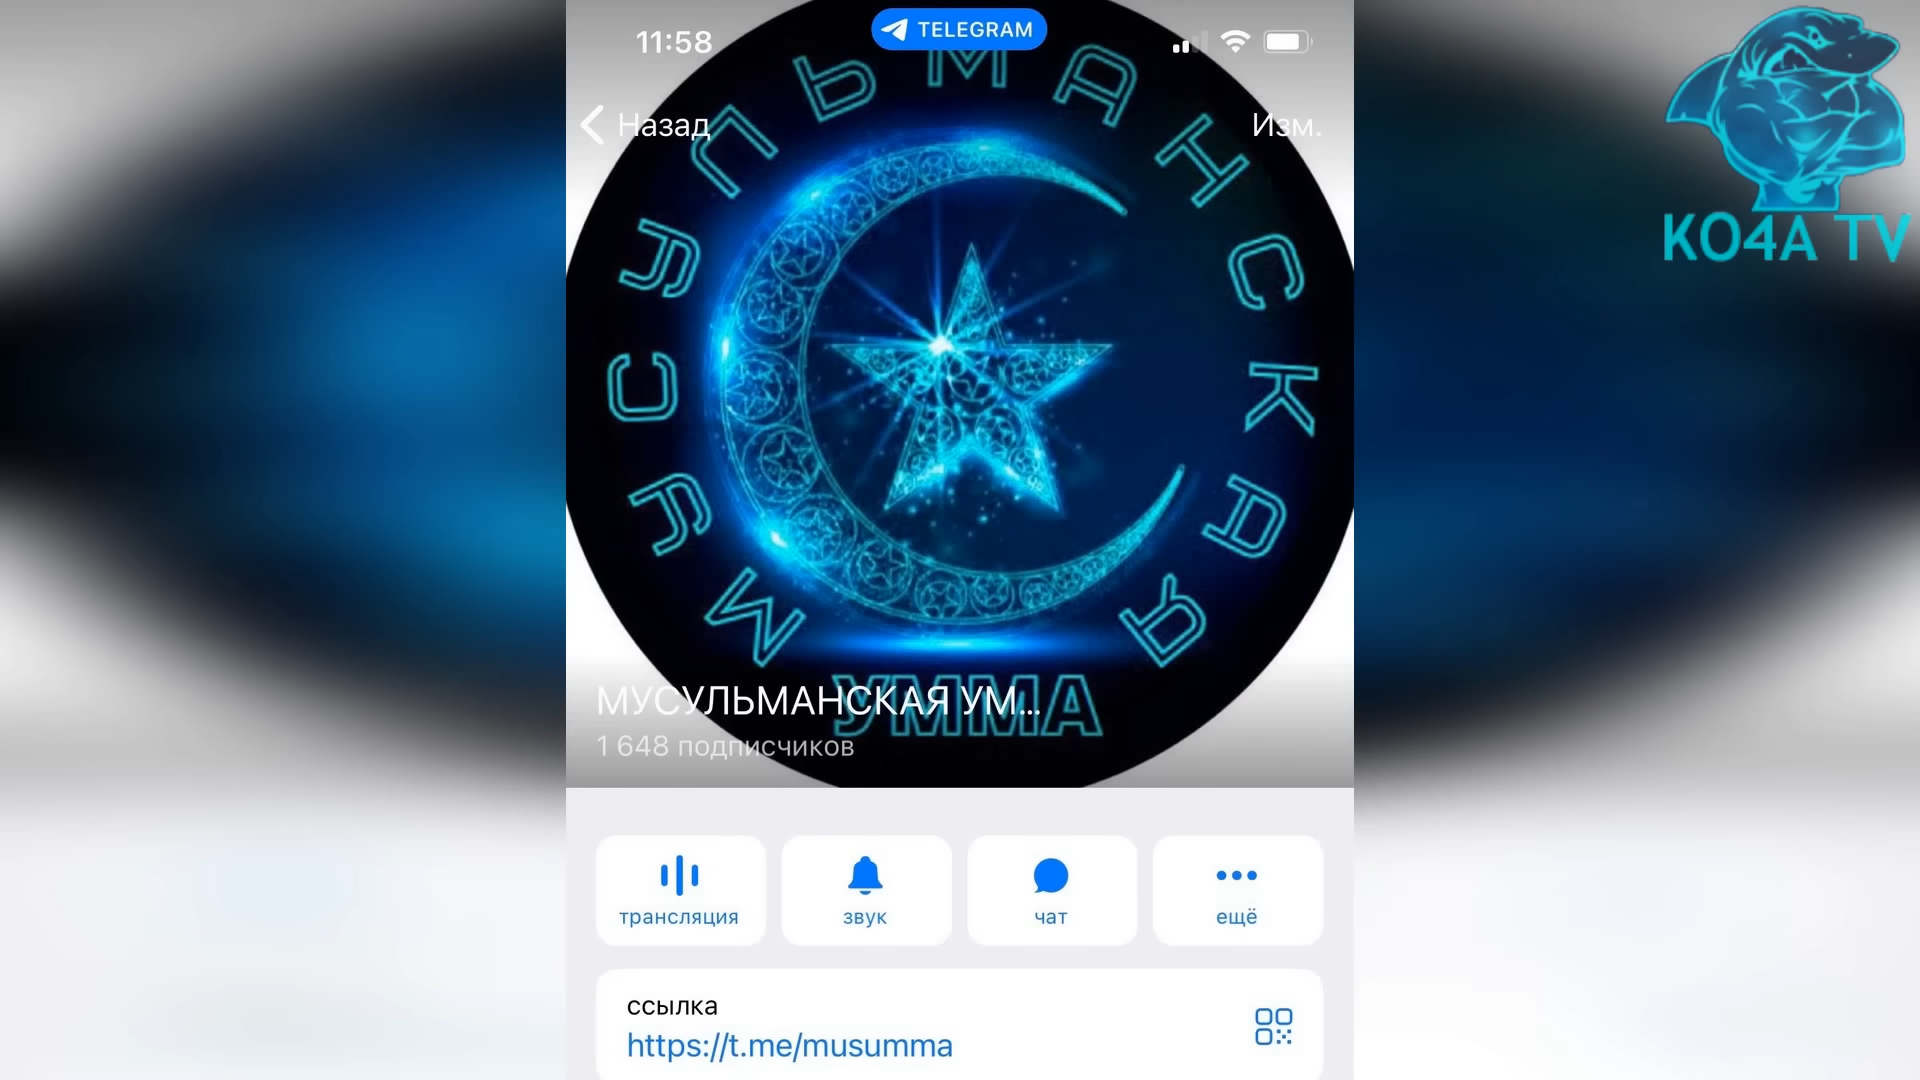 11:58
TELEGRAM
Назад
Изм.
МУСУЛЬМАНСКАЯ
УММА
МУСУЛЬМАНСКАЯ УМ...
1 648 подписчиков
трансляция
звук
чат
ещё
ссылка
https://t.me/musumma
KO4A TV